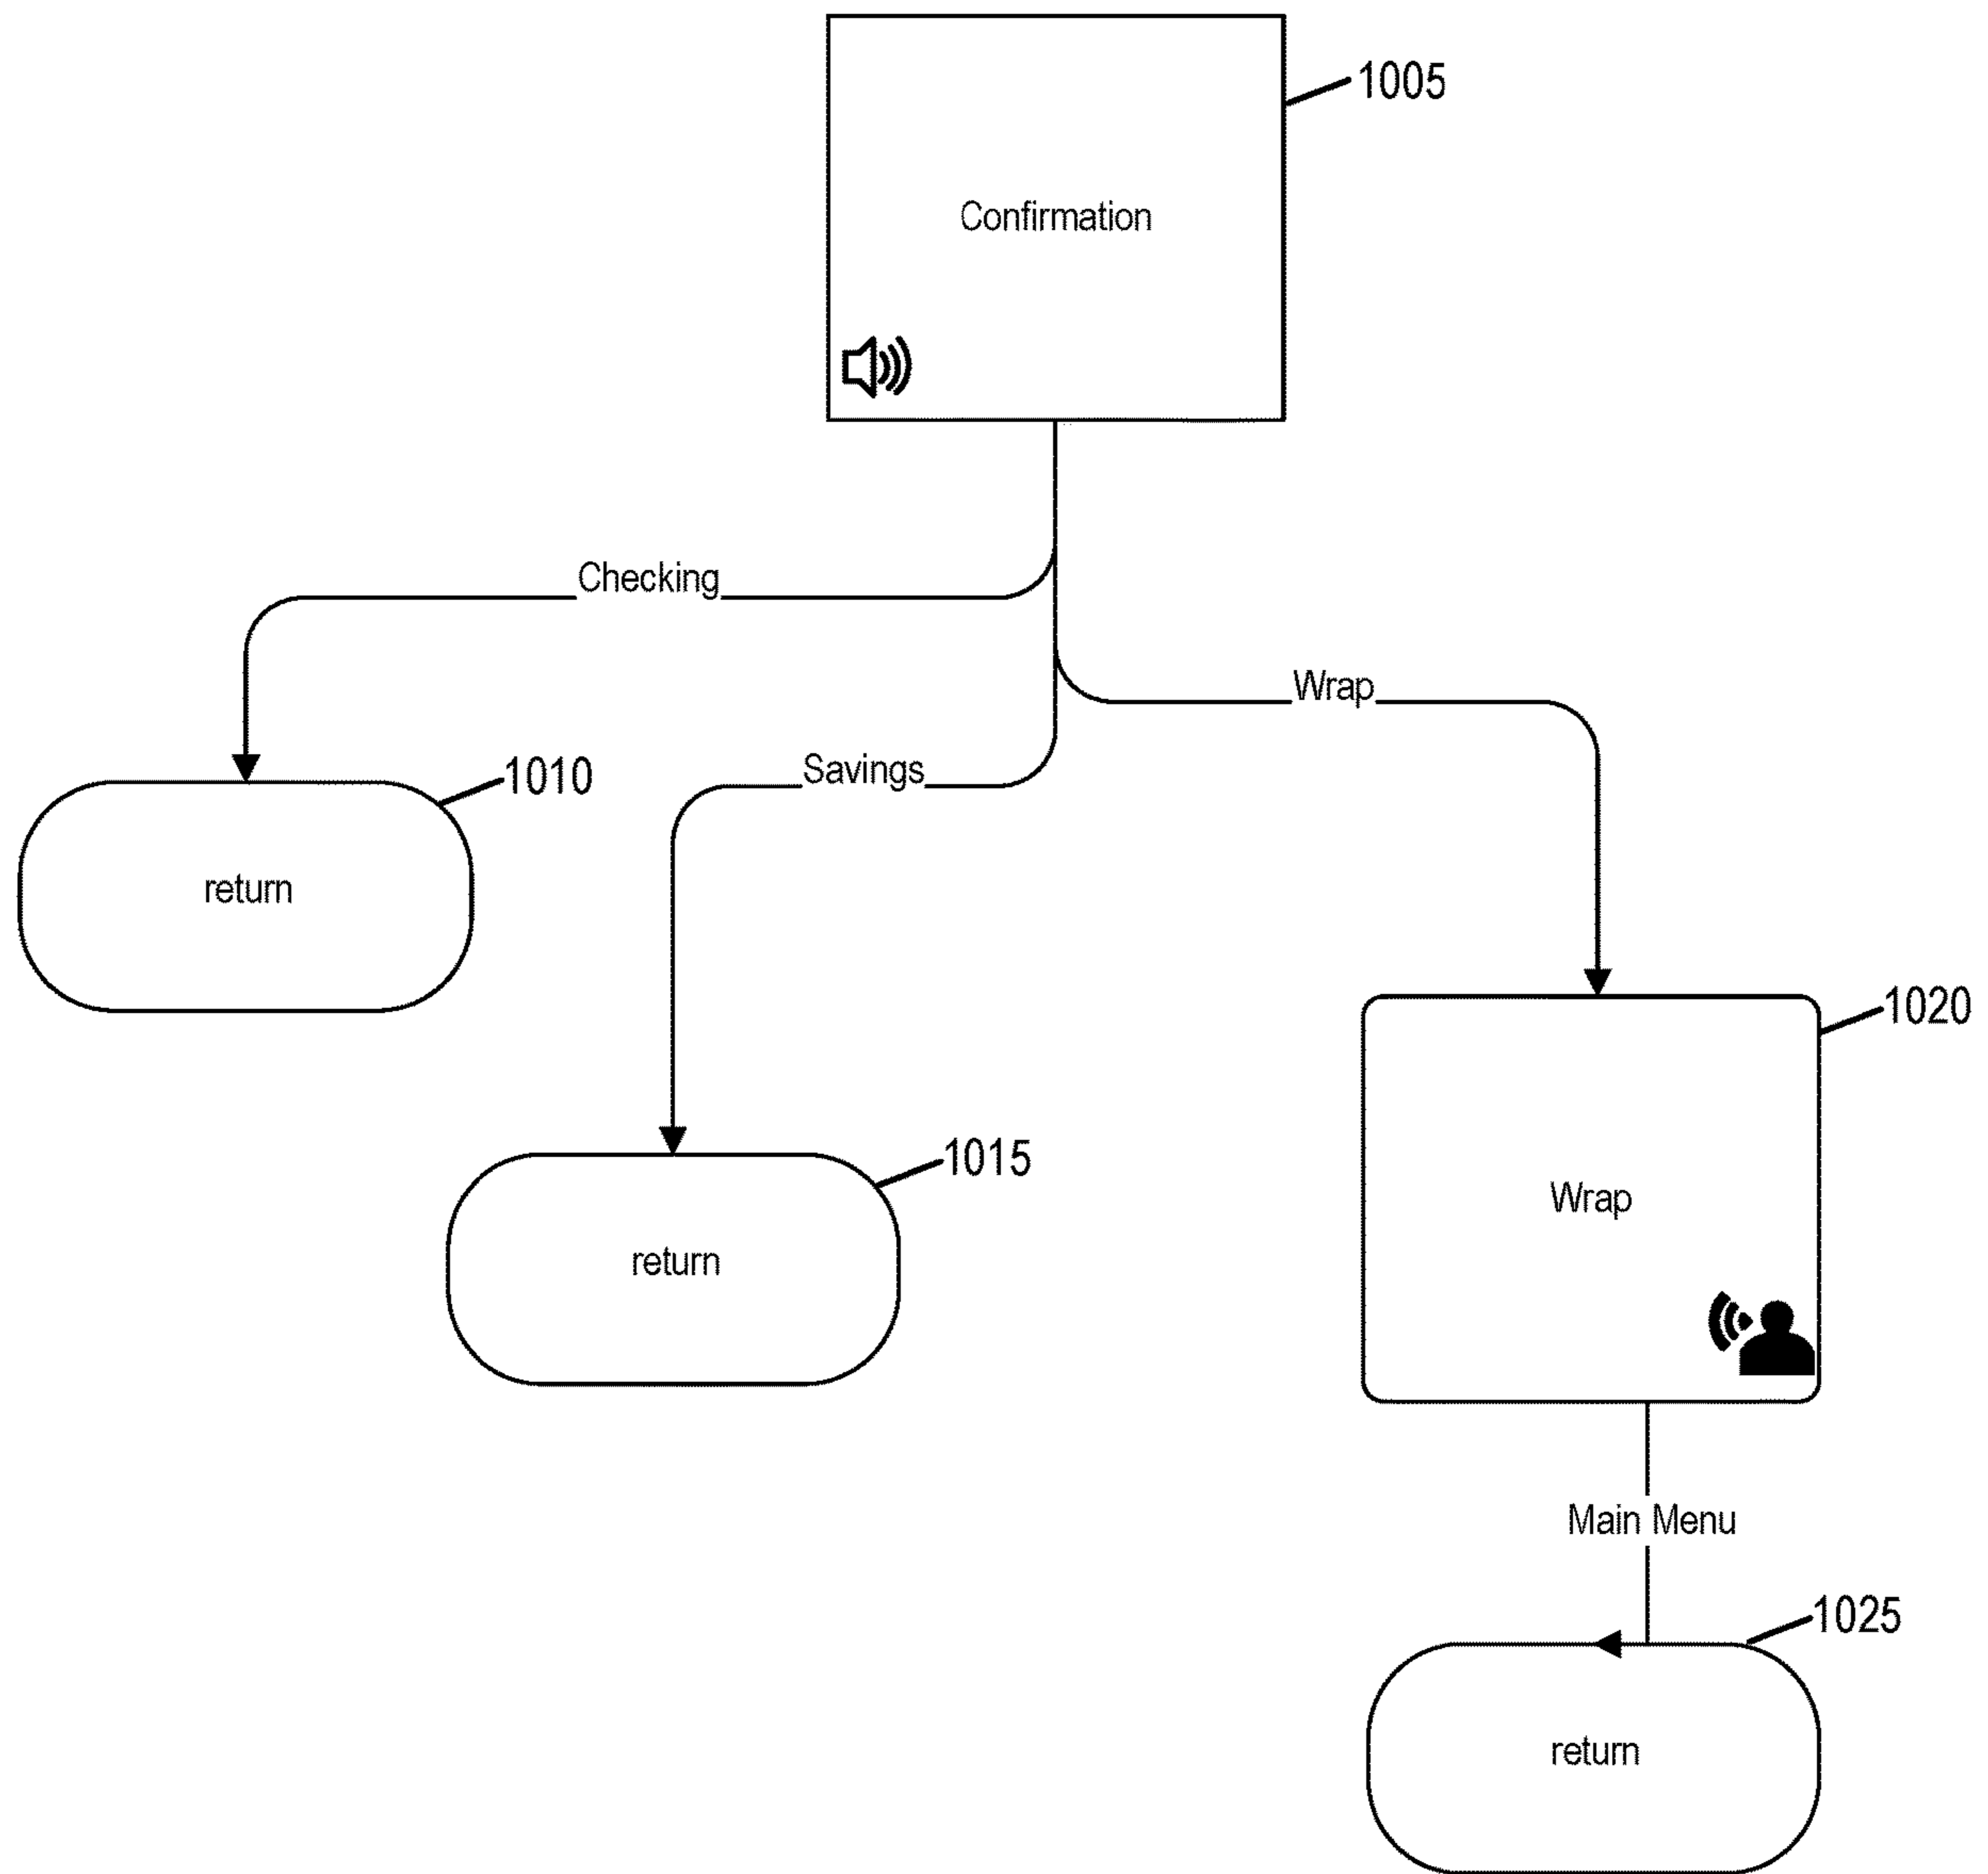 1005
Confirmation
Checking
Wrap
Savings
1010
return
1020
1015
Wrap
return
Main Menu
1025
return